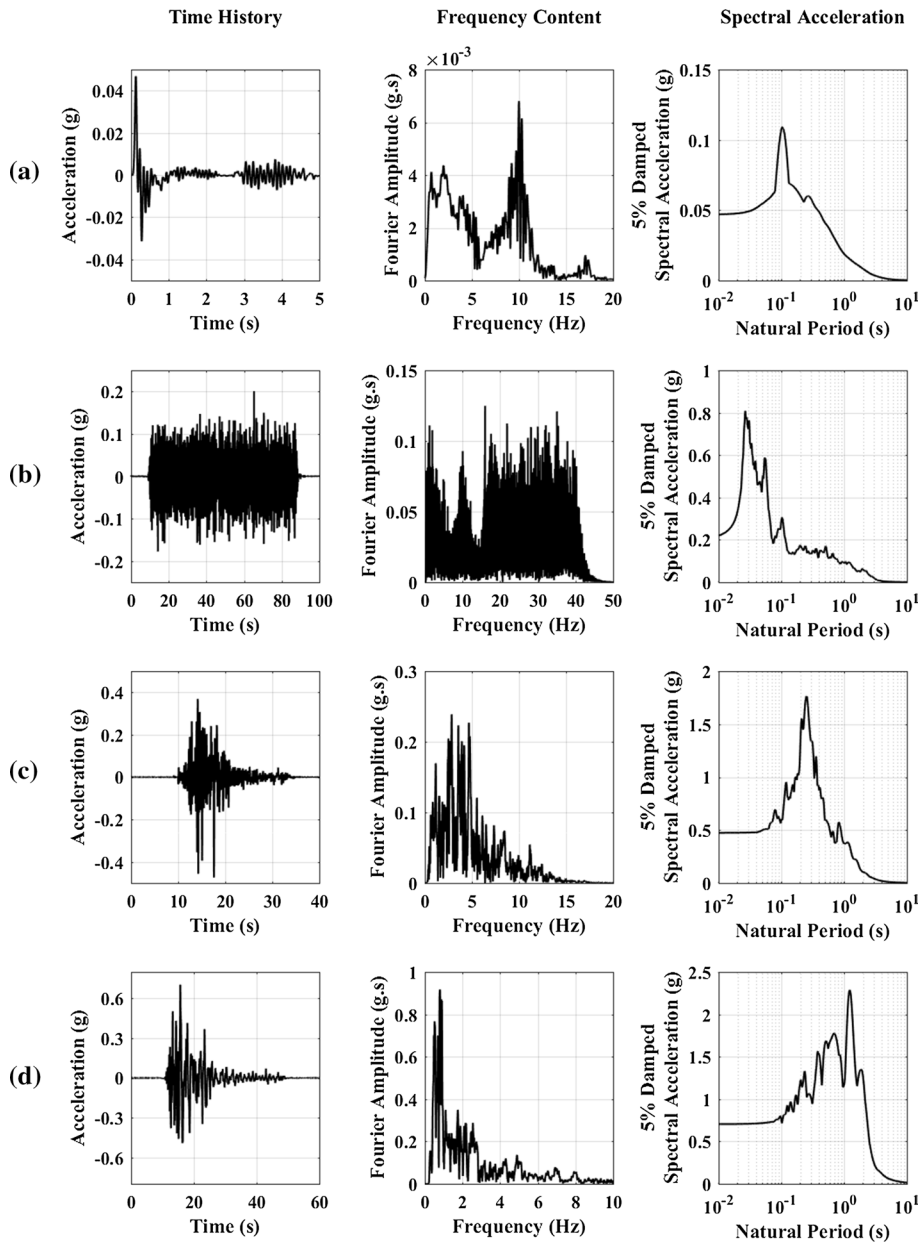 Time History Frequency Content Spectral Acceleration
(a)
Acceleration (g)
0.04
0.02
0
-0.02
-0.04
0 1 2 3 4 5
Time (s)
×10-3
Fourier Amplitude (g.s)
8
6
4
2
0
0 5 10 15 20
Frequency (Hz)
5% Damped
Spectral Acceleration (g)
0.15
0.1
0.05
0
10-2 10-1 100 101
Natural Period (s)
(b)
Acceleration (g)
0.2
0.1
0
-0.1
-0.2
0 20 40 60 80 100
Time (s)
Fourier Amplitude (g.s)
0.15
0.1
0.05
0
0 10 20 30 40 50
Frequency (Hz)
5% Damped
Spectral Acceleration (g)
1
0.8
0.6
0.4
0.2
0
10-2 10-1 100 101
Natural Period (s)
(c)
Acceleration (g)
0.4
0.2
0
-0.2
-0.4
0 10 20 30 40
Time (s)
Fourier Amplitude (g.s)
0.3
0.2
0.1
0
0 5 10 15 20
Frequency (Hz)
5% Damped
Spectral Acceleration (g)
2
1.5
1
0.5
0
10-2 10-1 100 101
Natural Period (s)
(d)
Acceleration (g)
0.6
0.3
0
-0.3
-0.6
0 20 40 60
Time (s)
Fourier Amplitude (g.s)
1
0.8
0.6
0.4
0.2
0
0 2 4 6 8 10
Frequency (Hz)
5% Damped
Spectral Acceleration (g)
2.5
2
1.5
1
0.5
0
10-2 10-1 100 101
Natural Period (s)